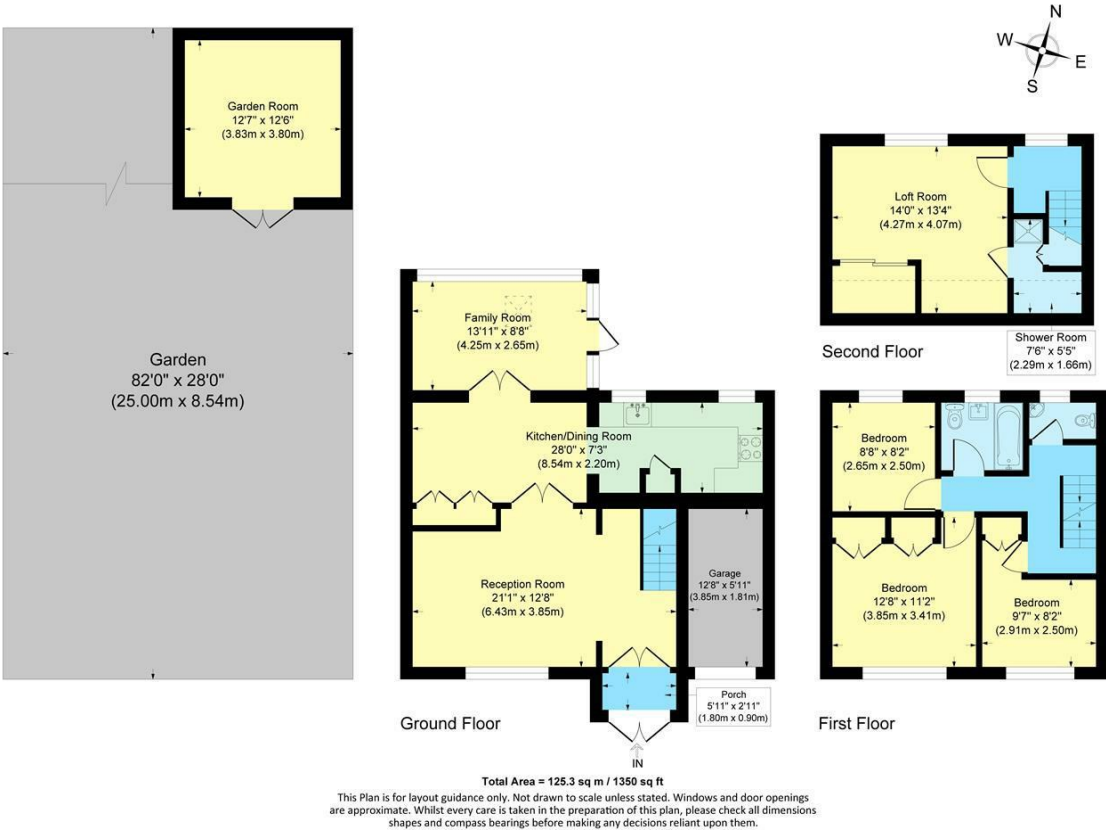 N
W
E
S
Garden Room
12'7" x 12'6"
(3.83m x 3.80m)
Garden
82'0" x 28'0"
(25.00m x 8.54m)
Loft Room
14'0" x 13'4"
(4.27m x 4.07m)
Second Floor
Shower Room
7'6" x 5'5"
(2.29m x 1.66m)
Family Room
13'11" x 8'8"
(4.25m x 2.65m)
Kitchen/Dining Room
28'0" x 7'3"
(8.54m x 2.20m)
Reception Room
21'1" x 12'8"
(6.43m x 3.85m)
Garage
12'8" x 5'11"
(3.85m x 1.81m)
Porch
5'11" x 2'11"
(1.80m x 0.90m)
IN
Ground Floor
Bedroom
8'8" x 8'2"
(2.65m x 2.50m)
Bedroom
12'8" x 11'2"
(3.85m x 3.41m)
Bedroom
9'7" x 8'2"
(2.91m x 2.50m)
First Floor
Total Area = 125.3 sq m / 1350 sq ft
This Plan is for layout guidance only. Not drawn to scale unless stated. Windows and door openings
are approximate. Whilst every care is taken in the preparation of this plan, please check all dimensions
shapes and compass bearings before making any decisions reliant upon them.